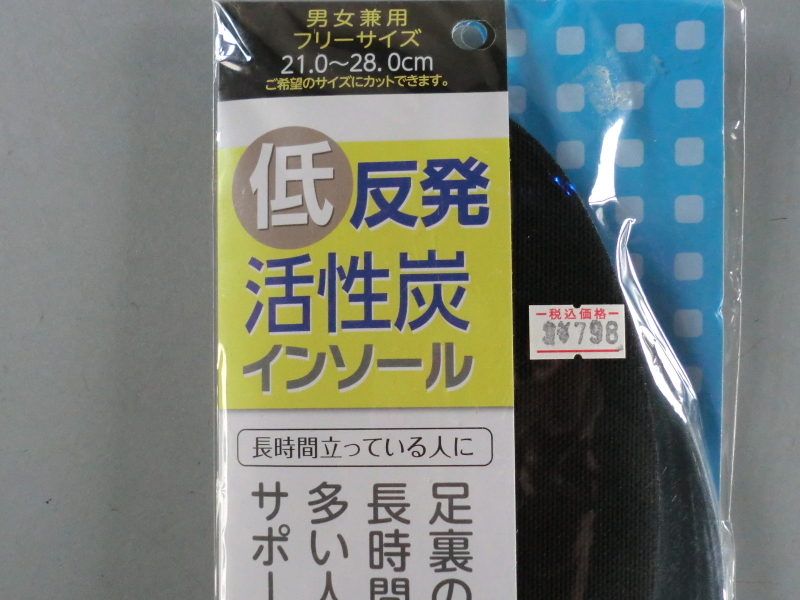 男女兼用
フリーサイズ
21.0～28.0cm
ご希望のサイズにカットできます。
低反発
活性炭
インソール
長時間立っている人に
足裏の
長時間
多い人
サポー
税込価格
¥798